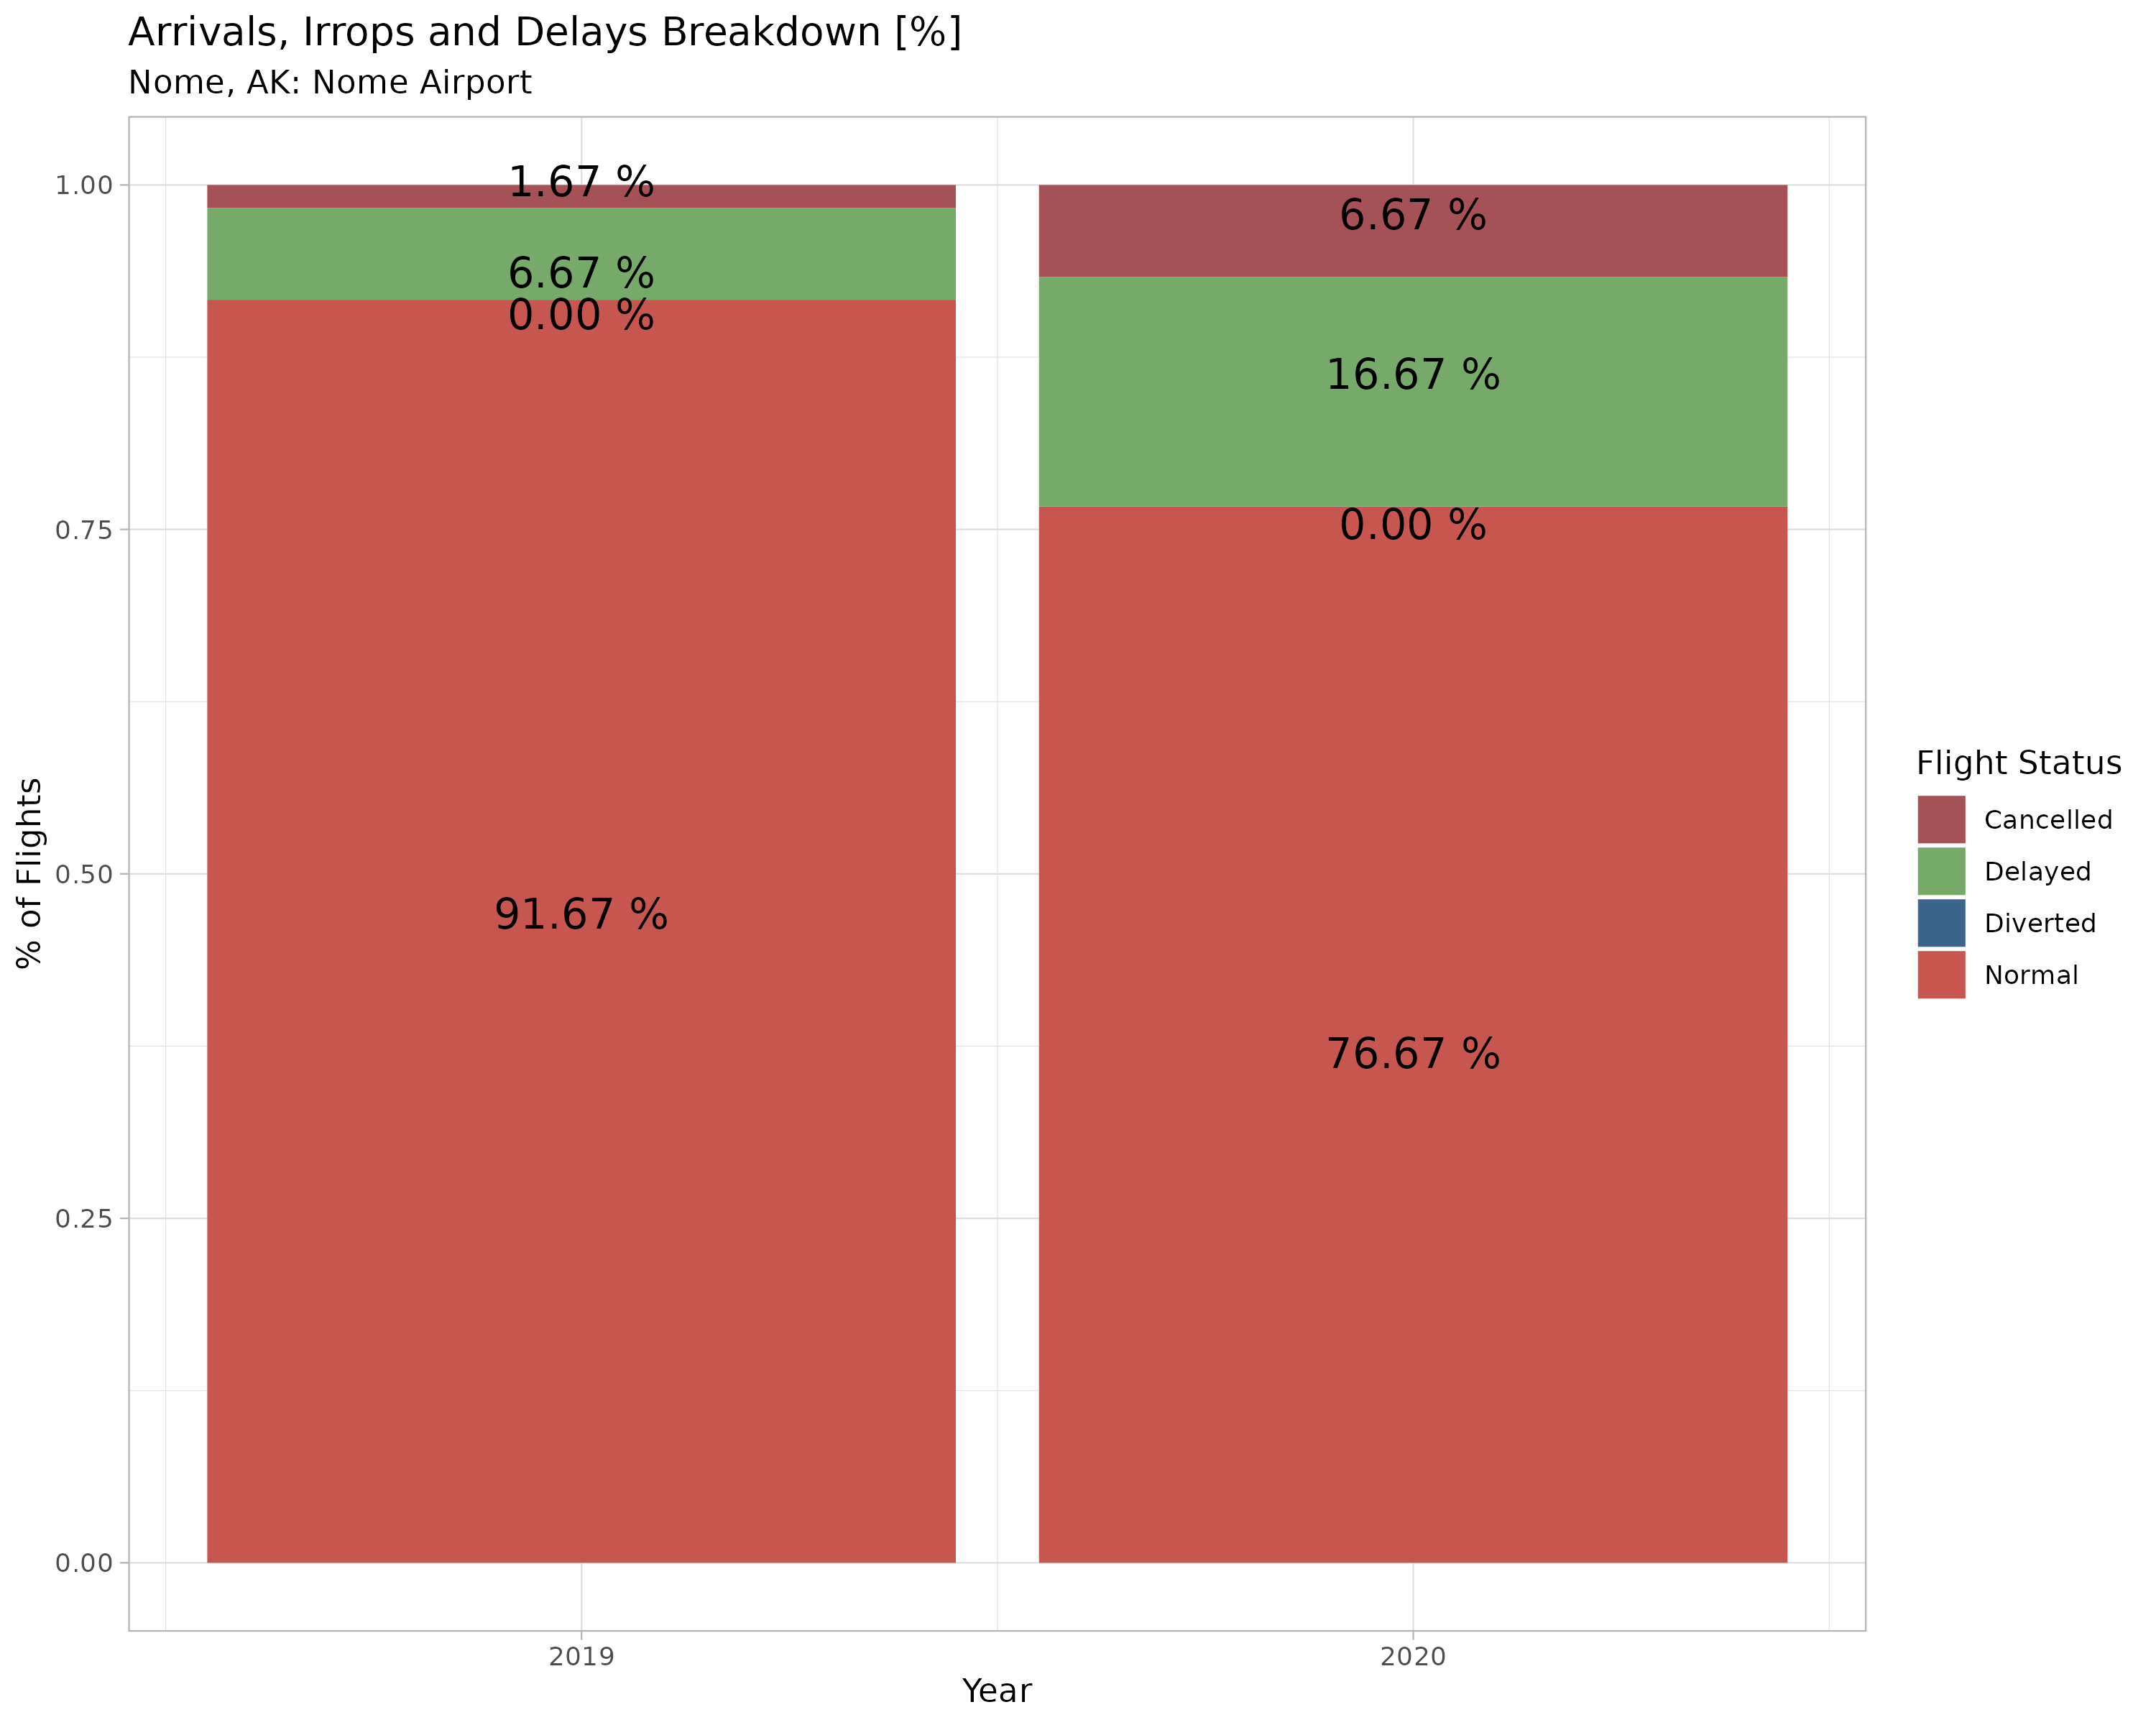 Arrivals, Irrops and Delays Breakdown [%]
Nome, AK: Nome Airport
% of Flights
1.00
0.75
0.50
0.25
0.00
1.67 %
6.67 %
0.00 %
91.67 %
6.67 %
16.67 %
0.00 %
76.67 %
2019
2020
Year
Flight Status
Cancelled
Delayed
Diverted
Normal